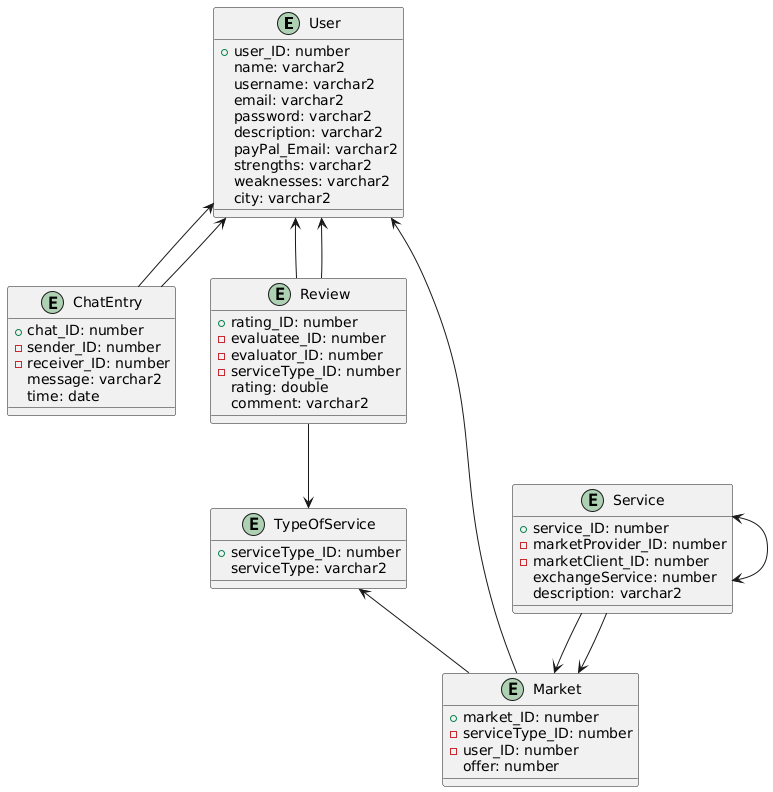 E User
user_ID: number
name: varchar2
username: varchar2
email: varchar2
password: varchar2
description: varchar2
payPal_Email: varchar2
strengths: varchar2
weaknesses: varchar2
city: varchar2
E ChatEntry
chat_ID: number
sender_ID: number
receiver_ID: number
message: varchar2
time: date
E Review
rating_ID: number
evaluatee_ID: number
evaluator_ID: number
serviceType_ID: number
rating: double
comment: varchar2
E TypeOfService
serviceType_ID: number
serviceType: varchar2
E Service
service_ID: number
marketProvider_ID: number
marketClient_ID: number
exchangeService: number
description: varchar2
E Market
market_ID: number
serviceType_ID: number
user_ID: number
offer: number